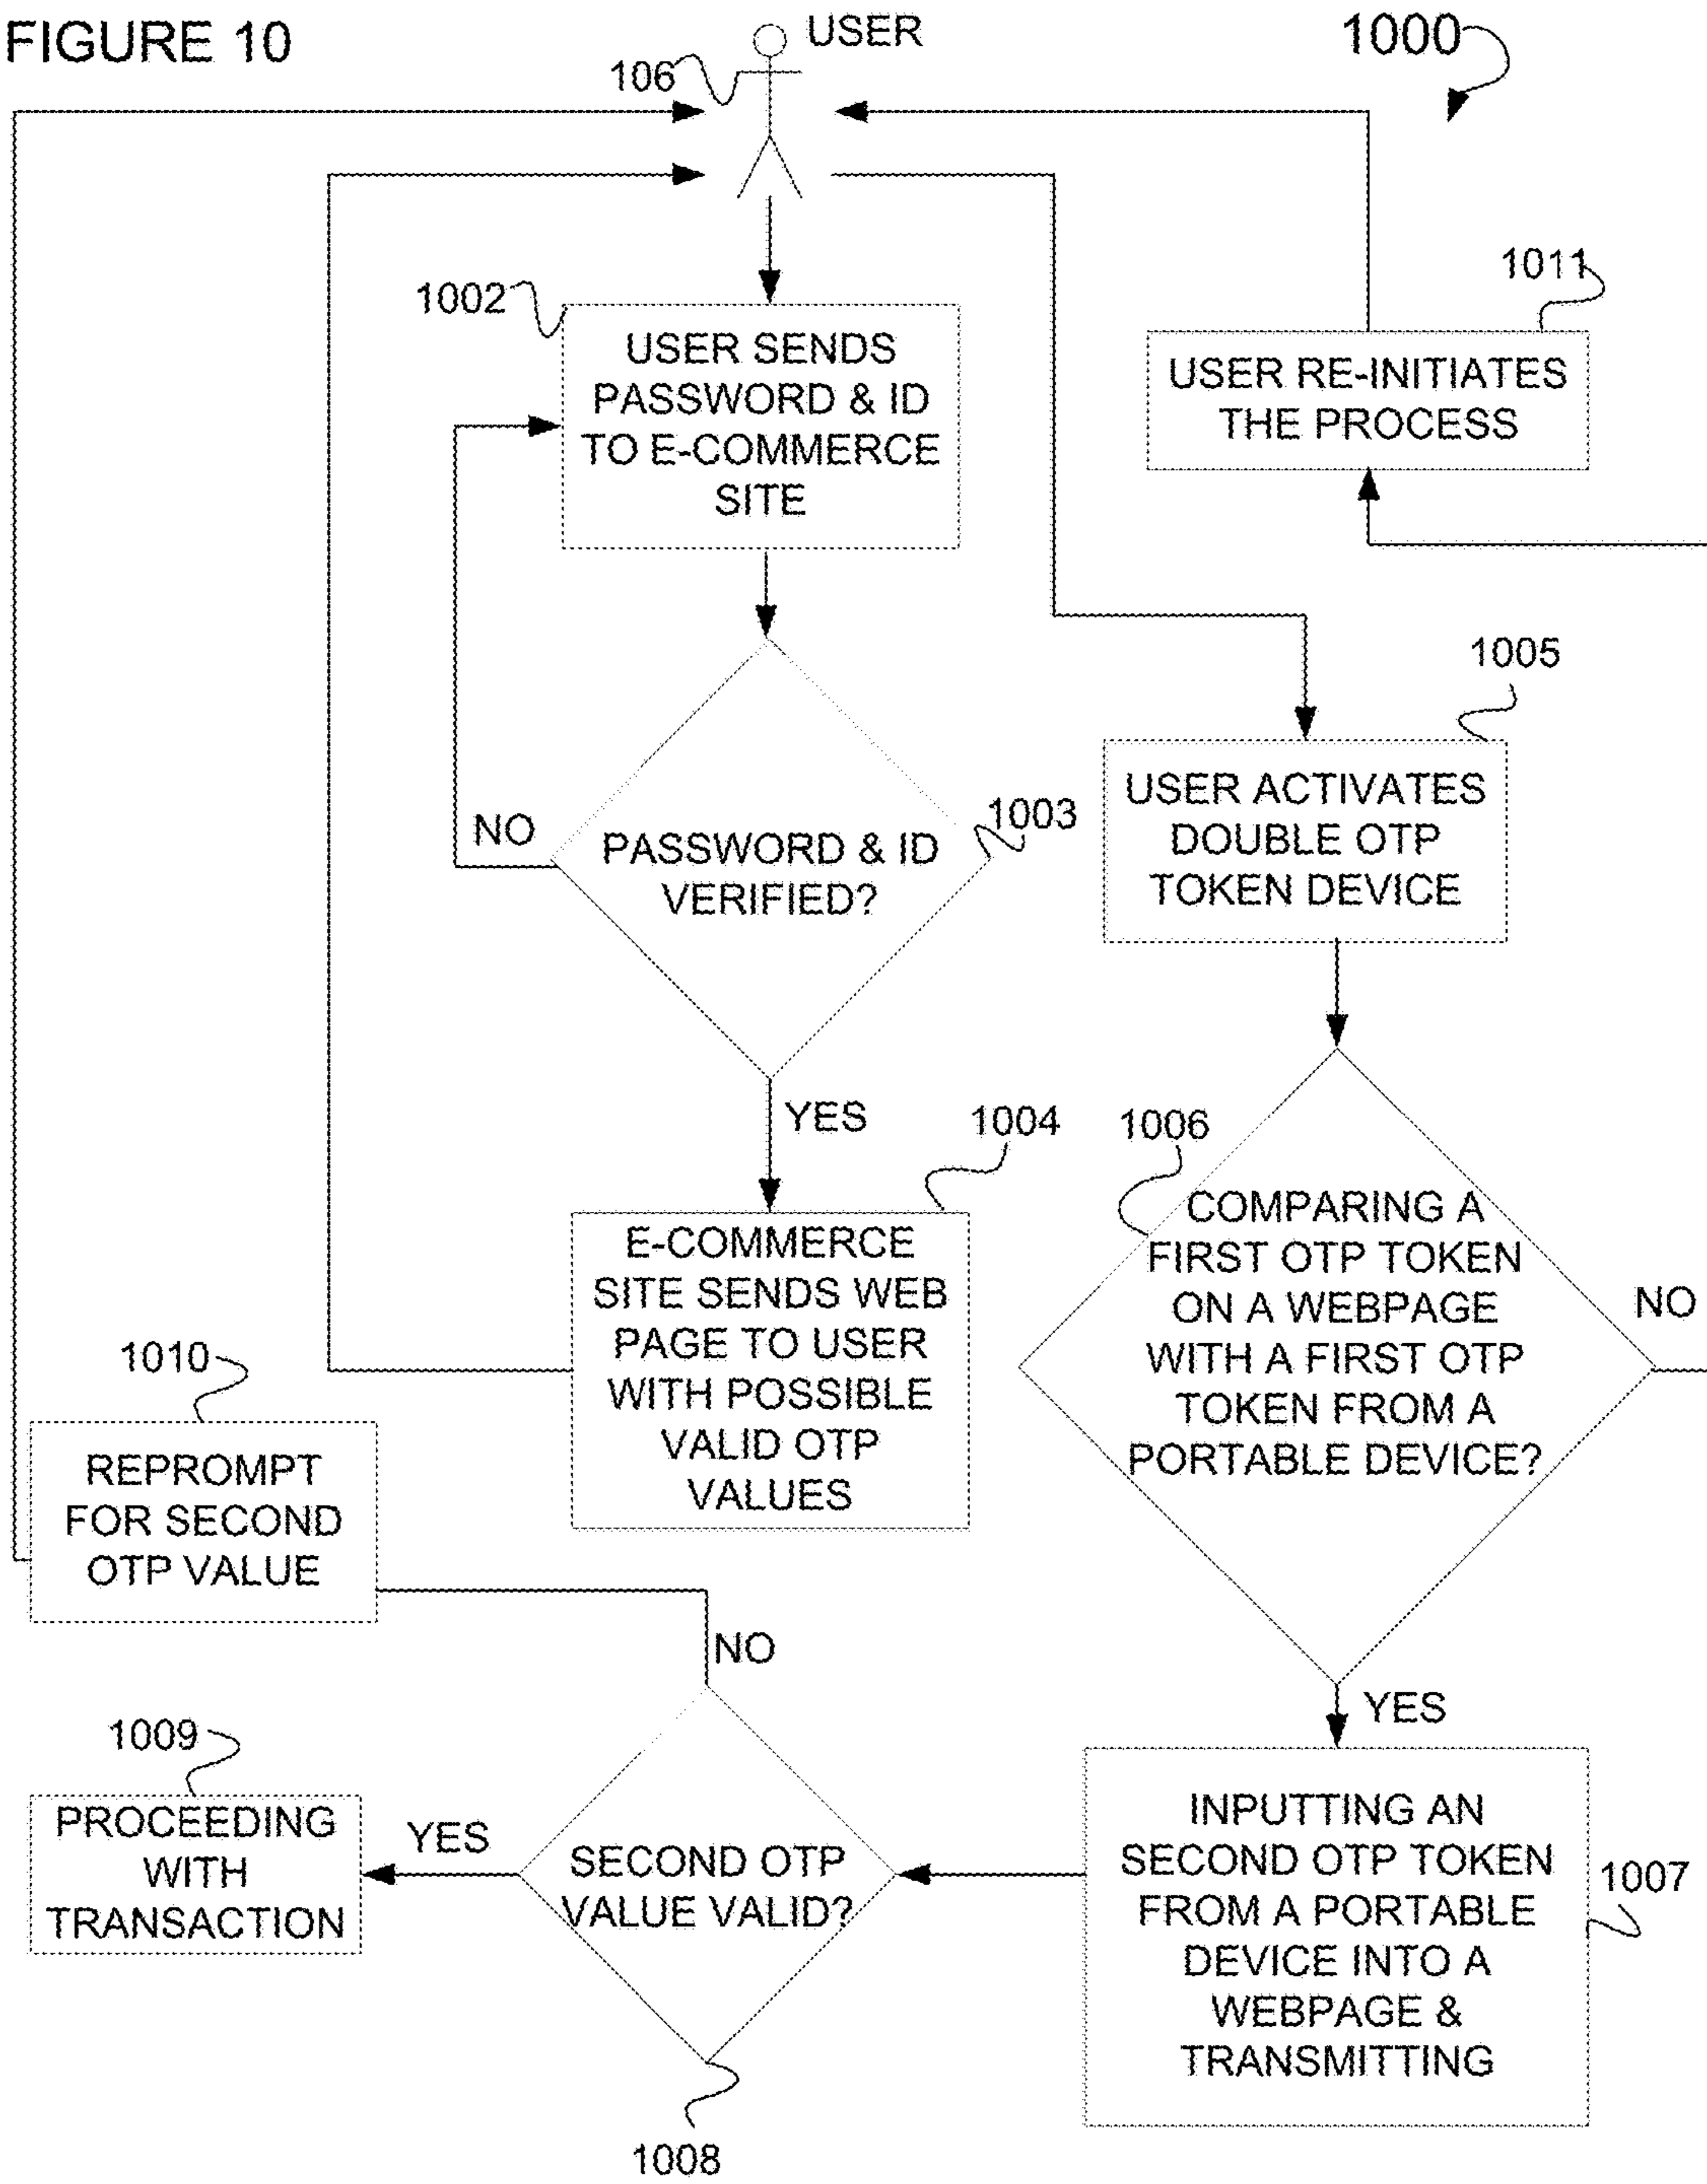 FIGURE 10
USER
1000
106
1002
USER SENDS
PASSWORD & ID
TO E-COMMERCE
SITE
1011
USER RE-INITIATES
THE PROCESS
NO
PASSWORD & ID
VERIFIED?
1003
1005
USER ACTIVATES
DOUBLE OTP
TOKEN DEVICE
YES
1004
E-COMMERCE
SITE SENDS WEB
PAGE TO USER
WITH POSSIBLE
VALID OTP
VALUES
1006
COMPARING A
FIRST OTP TOKEN
ON A WEBPAGE
WITH A FIRST OTP
TOKEN FROM A
PORTABLE DEVICE?
NO
1010
REPROMPT
FOR SECOND
OTP VALUE
NO
YES
1009
PROCEEDING
WITH
TRANSACTION
YES
SECOND OTP
VALUE VALID?
1008
INPUTTING AN
SECOND OTP TOKEN
FROM A PORTABLE
DEVICE INTO A
WEBPAGE &
TRANSMITTING
1007